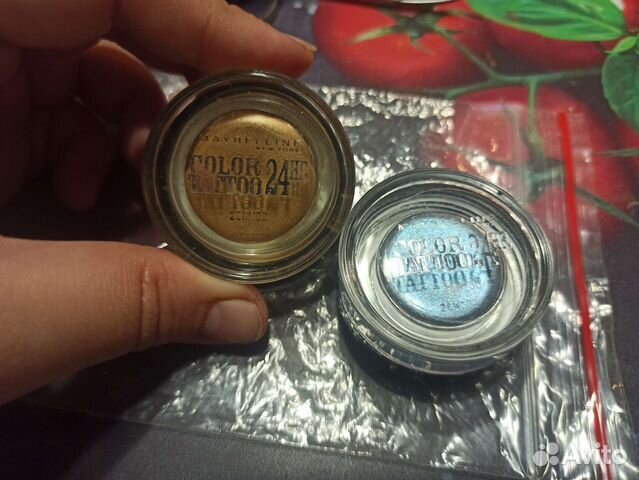 MAYBELLINE
NEW YORK
COLOR
TATTOO 24HR
COLOR 24HR
TATTOO
Avito